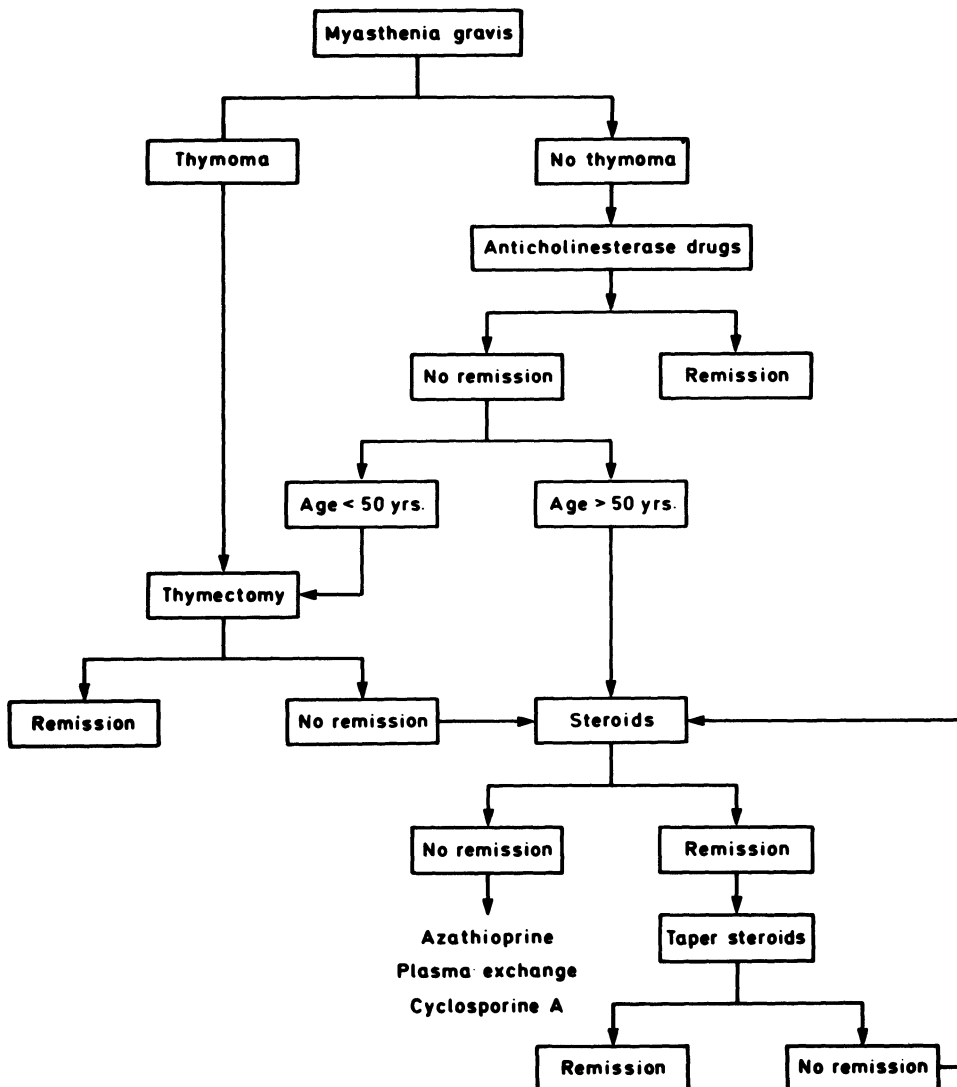 Myasthenia gravis
Thymoma
No thymoma
Anticholinesterase drugs
No remission
Remission
Age < 50 yrs.
Age > 50 yrs.
Thymectomy
Remission
No remission
Steroids
No remission
Remission
Azathioprine
Plasma exchange
Cyclosporine A
Taper steroids
Remission
No remission